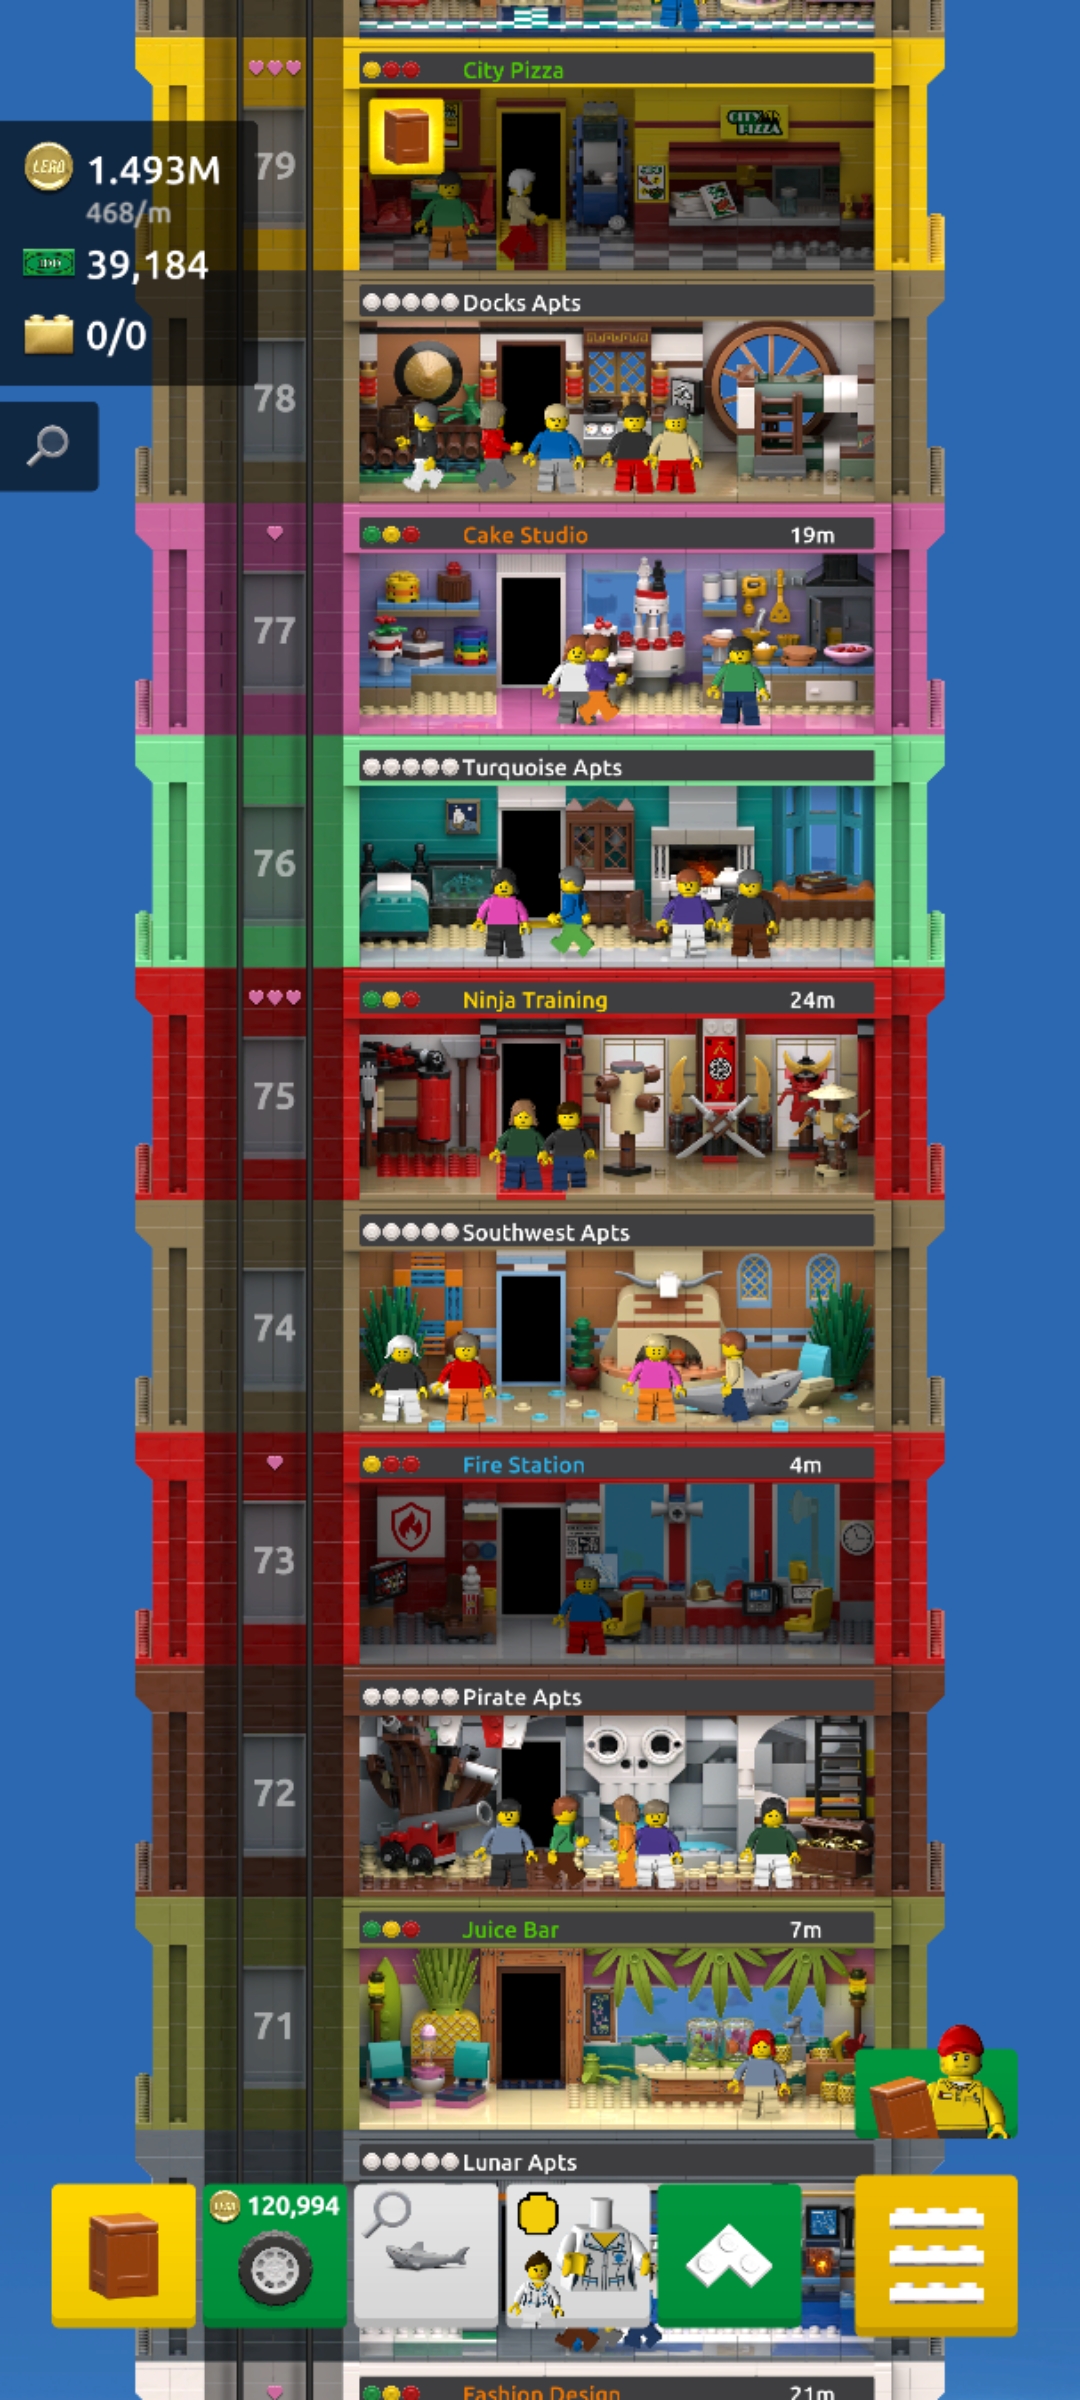 City Pizza
CITY PIZZA
79
LEGO 1.493M
468/m
39,184
0/0
Docks Apts
78
Cake Studio 19m
77
Turquoise Apts
76
Ninja Training 24m
75
Southwest Apts
74
Fire Station 4m
73
Pirate Apts
72
Juice Bar 7m
71
Lunar Apts
120,994
Fashion Design 21m